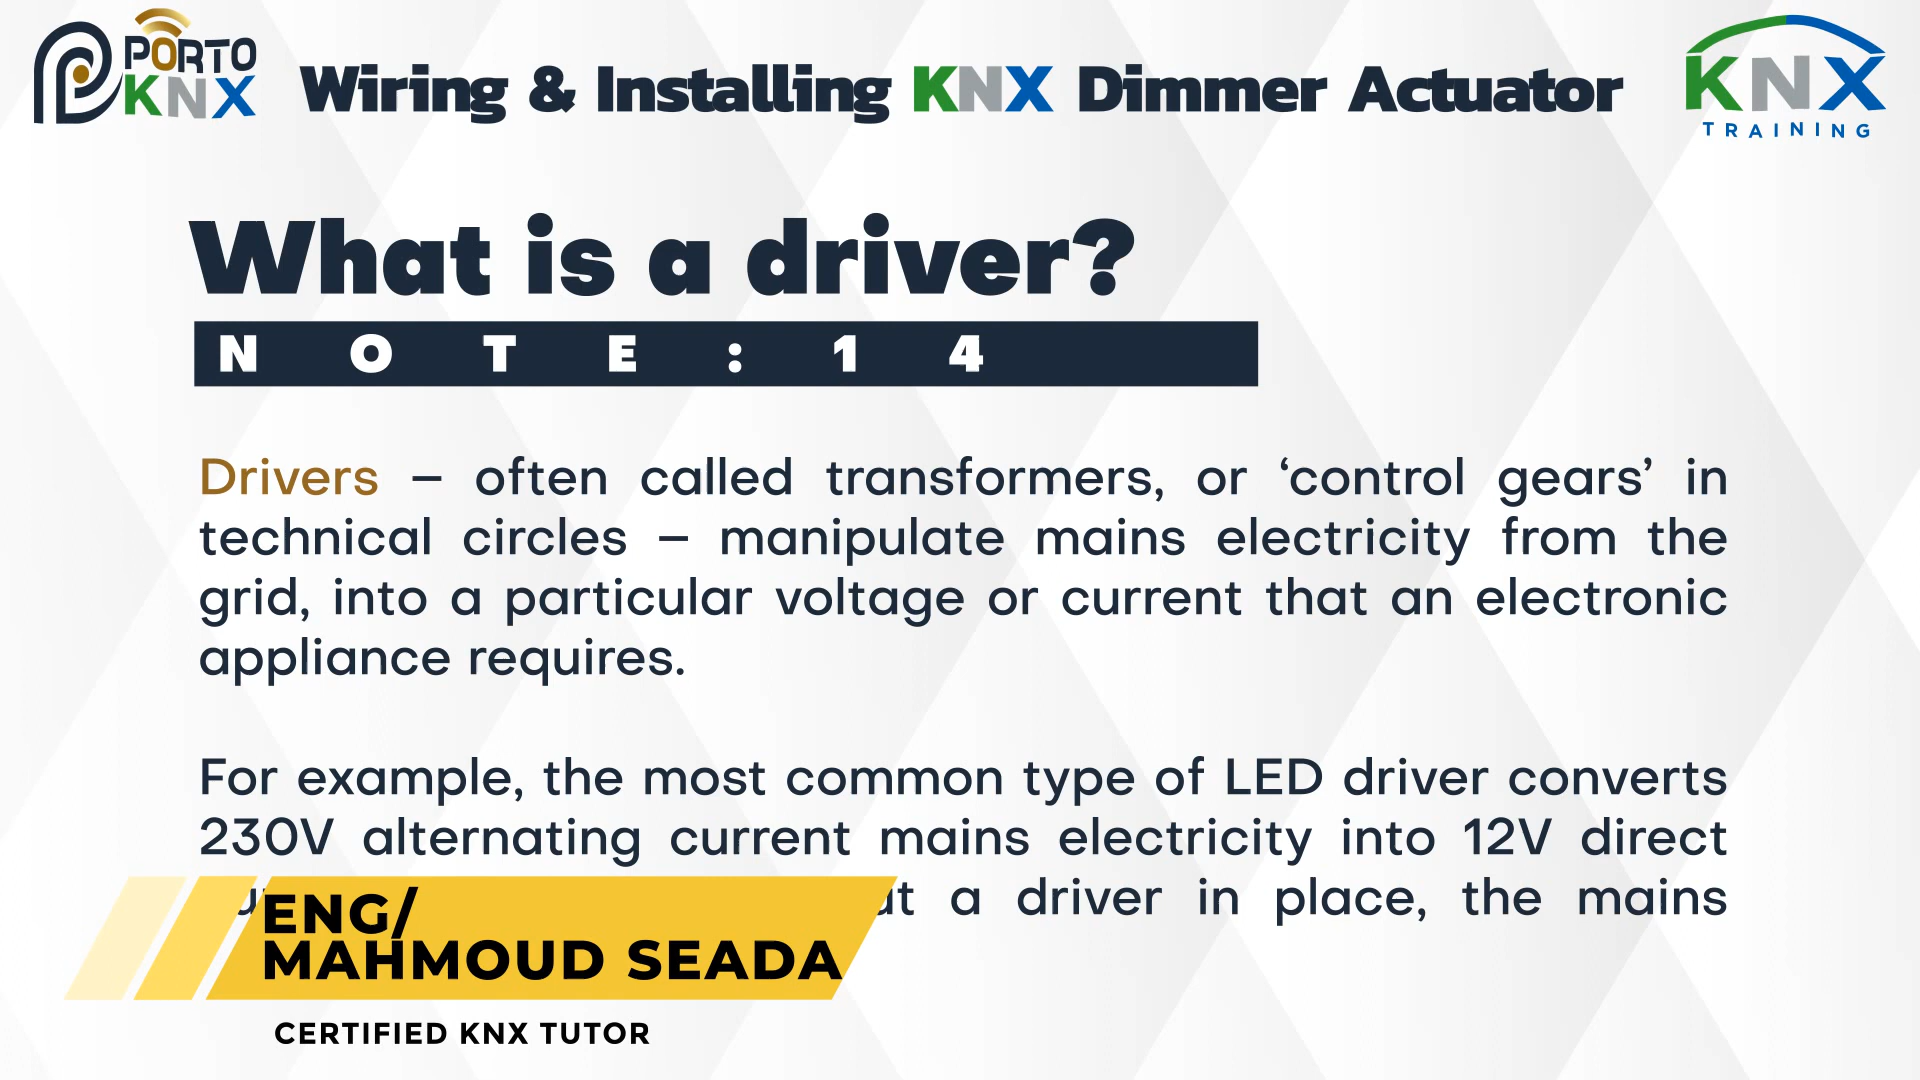 PORTO
KNX
Wiring & Installing KNX Dimmer Actuator
KNX
TRAINING
What is a driver?
NOTE:14
Drivers – often called transformers, or ‘control gears’ in
technical circles – manipulate mains electricity from the
grid, into a particular voltage or current that an electronic
appliance requires.
For example, the most common type of LED driver converts
230V alternating current mains electricity into 12V direct
a driver in place, the mains
ENG/
MAHMOUD SEADA
CERTIFIED KNX TUTOR